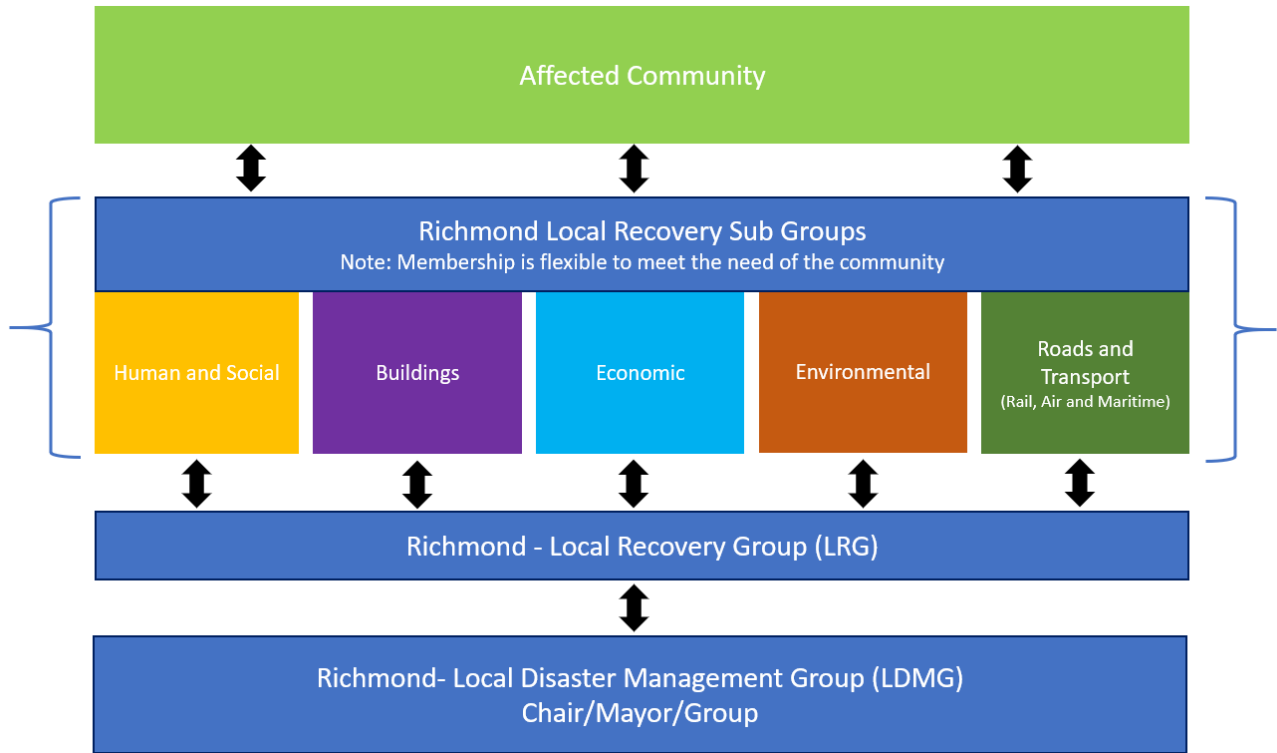 Affected Community
Richmond Local Recovery Sub Groups
Note: Membership is flexible to meet the need of the community
Human and Social
Buildings
Economic
Environmental
Roads and
Transport
(Rail, Air and Maritime)
Richmond - Local Recovery Group (LRG)
Richmond- Local Disaster Management Group (LDMG)
Chair/Mayor/Group